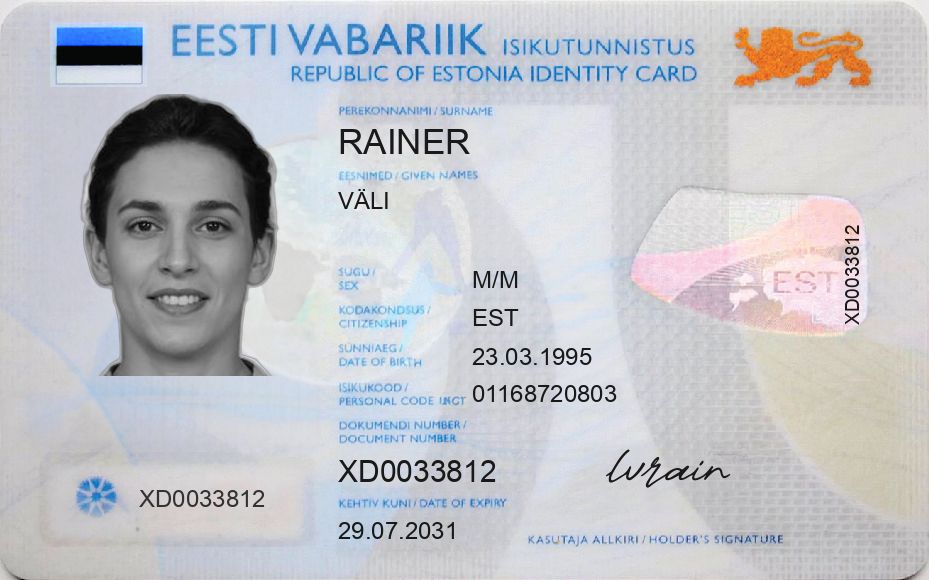 EESTI VABARIIK ISIKUTUNNISTUS
REPUBLIC OF ESTONIA IDENTITY CARD
PEREKONNANIMI / SURNAME
RAINER
EESNIMED / GIVEN NAMES
VÄLI
SUGU /
SEX
M/M
KODAKONDSUS /
CITIZENSHIP
EST
SÜNNIAEG /
DATE OF BIRTH
23.03.1995
ISIKUKOOD /
PERSONAL CODE
01168720803
DOKUMENDI NUMBER /
DOCUMENT NUMBER
XD0033812
KEHTIV KUNI / DATE OF EXPIRY
29.07.2031
XD0033812
EST
XD0033812
KASUTAJA ALLKIRI / HOLDER'S SIGNATURE